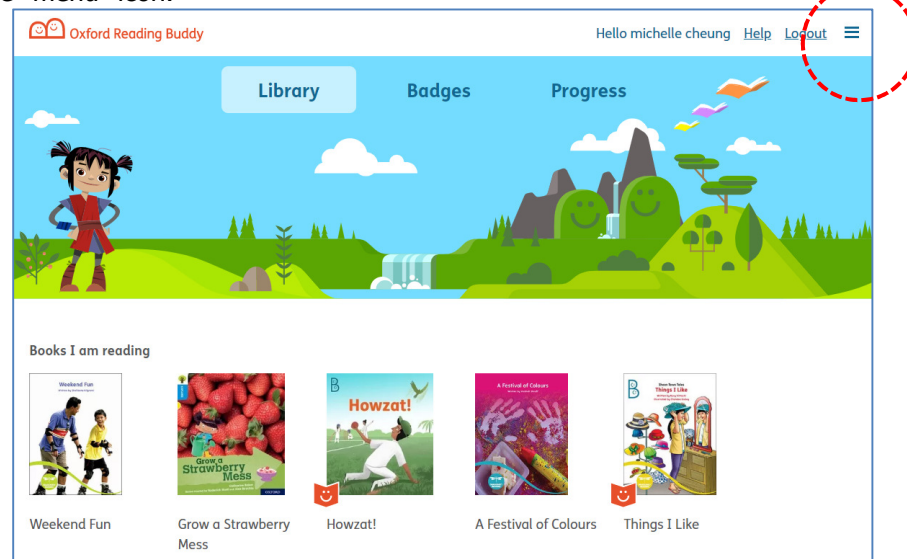 Oxford Reading Buddy
Hello michelle cheung Help Logout
Library Badges Progress
Books I am reading
Weekend Fun
Grow a
Strawberry
Mess
OXFORD
B
Howzat!
A Festival of Colours
B
Things I Like
Weekend Fun
Grow a Strawberry
Mess
Howzat!
A Festival of Colours
Things I Like